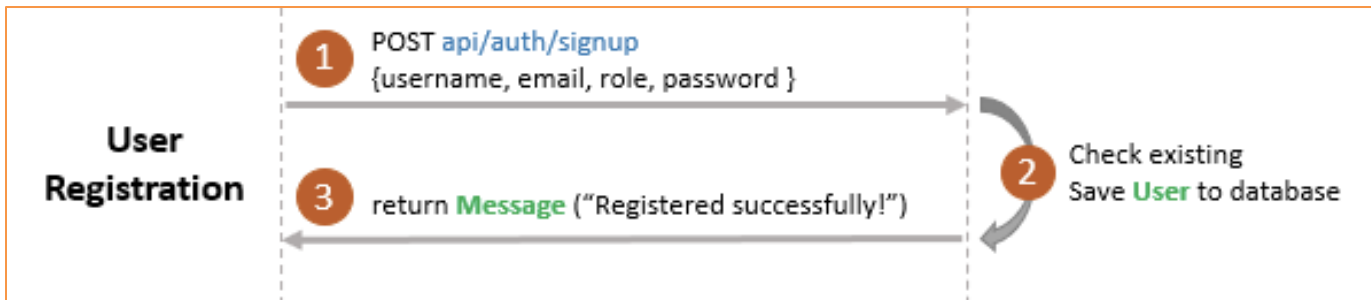 User
Registration
1
POST api/auth/signup
{username, email, role, password }
2
Check existing
Save User to database
3
return Message (“Registered successfully!”)